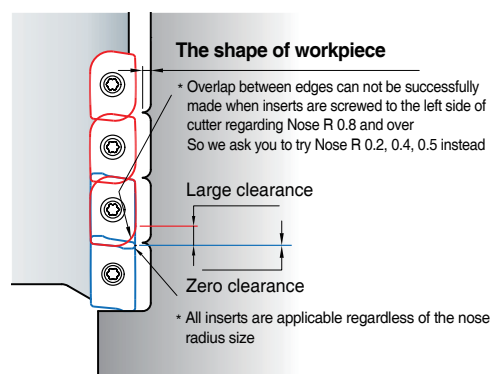 The shape of workpiece
* Overlap between edges can not be successfully
made when inserts are screwed to the left side of
cutter regarding Nose R 0.8 and over
So we ask you to try Nose R 0.2, 0.4, 0.5 instead
Large clearance
Zero clearance
* All inserts are applicable regardless of the nose
radius size